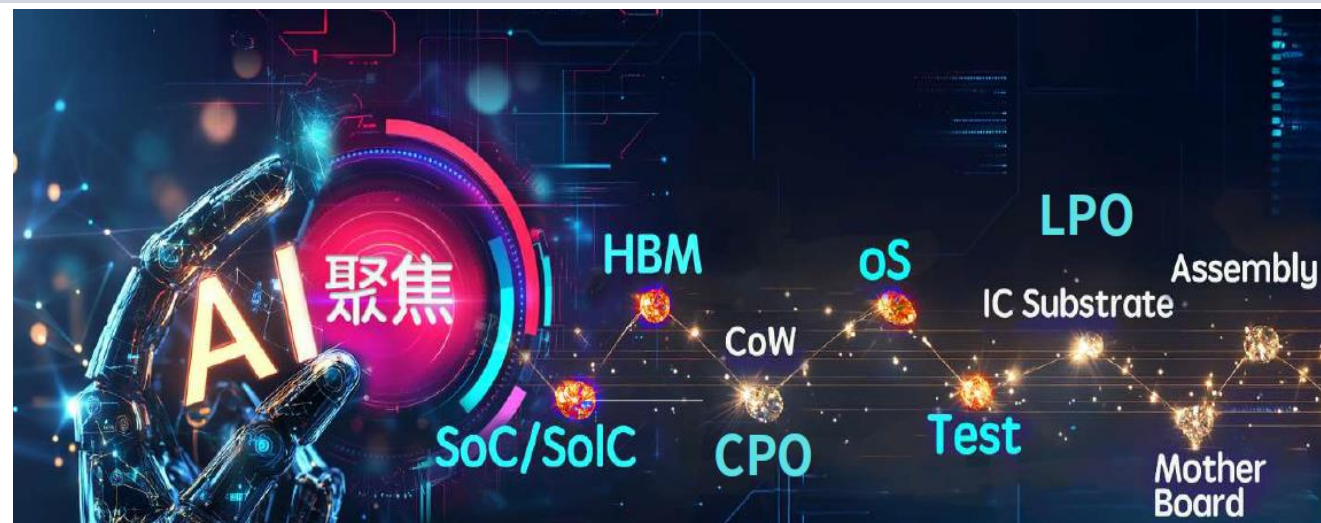 AI 聚焦
SoC/SoIC
HBM
CoW
CPO
oS
Test
LPO
IC Substrate
Mother
Board
Assembly